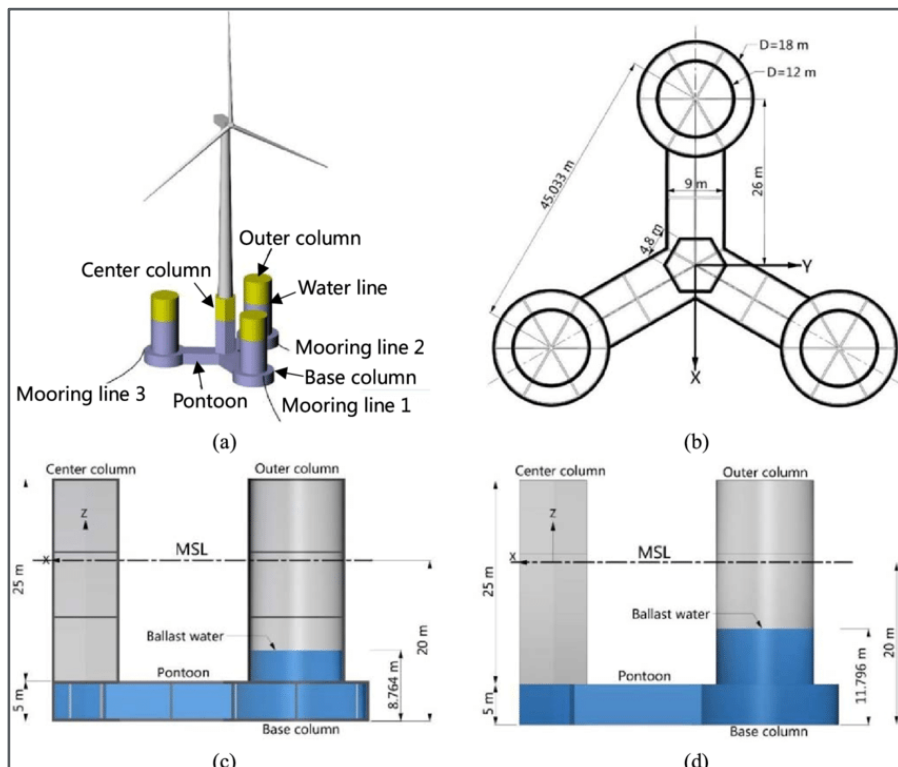 Outer column
Center column
Water line
Mooring line 2
Mooring line 3
Base column
Pontoon
Mooring line 1
(a)
D=18 m
D=12 m
45.033 m
9 m
26 m
4.8 m
Y
X
(b)
Center column
Outer column
Z
X
MSL
25 m
20 m
Ballast water
8.764 m
Pontoon
5 m
Base column
(c)
Center column
Outer column
Z
X
MSL
25 m
20 m
Ballast water
11.796 m
Pontoon
5 m
Base column
(d)